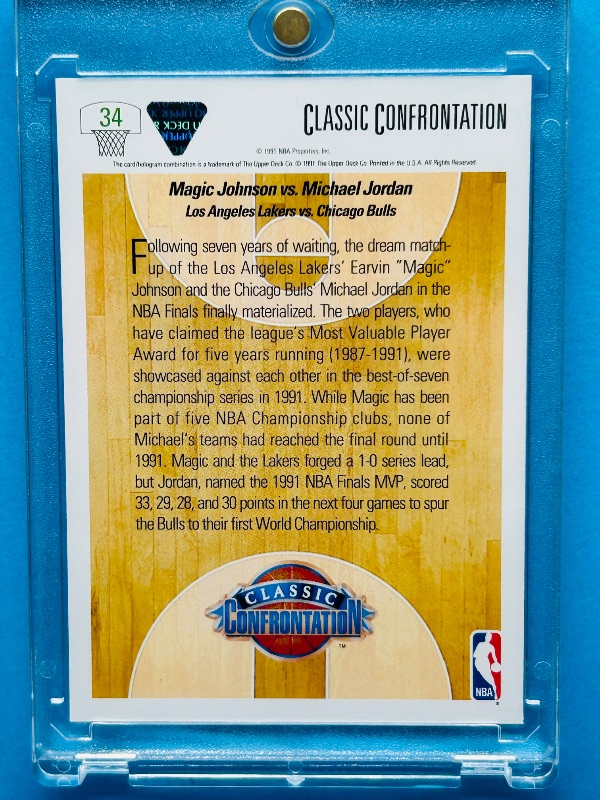 34
CLASSIC CONFRONTATION
© 1991 NBA Properties, Inc.
The card/hologram combination is a trademark of The Upper Deck Co. © 1991 The Upper Deck Co. Printed in the U.S.A. All Rights Reserved.
Magic Johnson vs. Michael Jordan
Los Angeles Lakers vs. Chicago Bulls
Following seven years of waiting, the dream match-
up of the Los Angeles Lakers' Earvin "Magic"
Johnson and the Chicago Bulls' Michael Jordan in the
NBA Finals finally materialized. The two players, who
have claimed the league's Most Valuable Player
Award for five years running (1987-1991), were
showcased against each other in the best-of-seven
championship series in 1991. While Magic has been
part of five NBA Championship clubs, none of
Michael's teams had reached the final round until
1991. Magic and the Lakers forged a 1-0 series lead,
but Jordan, named the 1991 NBA Finals MVP, scored
33, 29, 28, and 30 points in the next four games to spur
the Bulls to their first World Championship.
CLASSIC
CONFRONTATION
TM
NBA